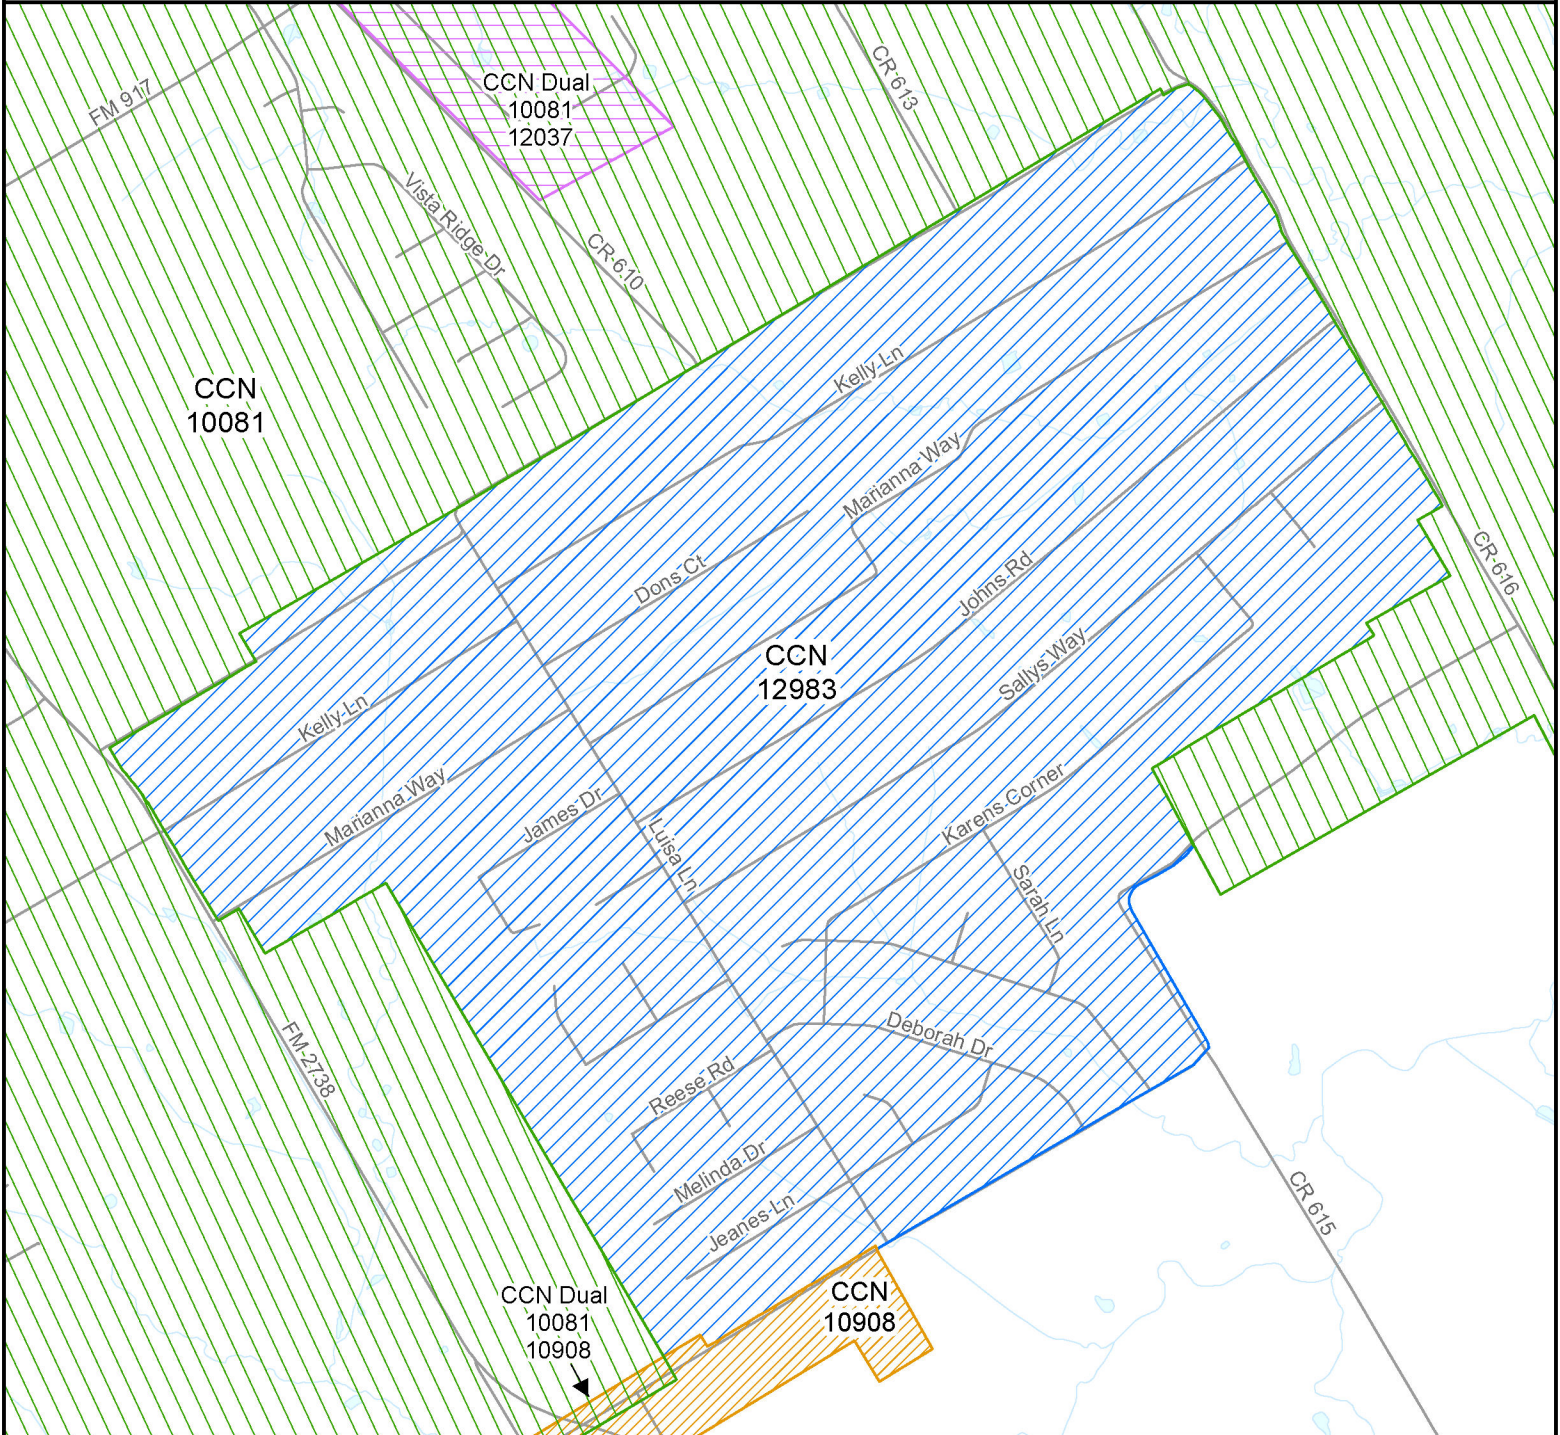 FM 917
CCN Dual
10081
12037
CR 613
Vista Ridge Dr
CR 610
CCN
10081
Kelly Ln
Marianna Way
Dons Ct
Johns Rd
CR 616
CCN
12983
Sallys Way
Kelly Ln
Marianna Way
James Dr
Luisa Ln
Karens Corner
Sarah Ln
FM 2738
Deborah Dr
Reese Rd
Melinda Dr
Jeanes Ln
CR 615
CCN Dual
10081
10908
CCN
10908